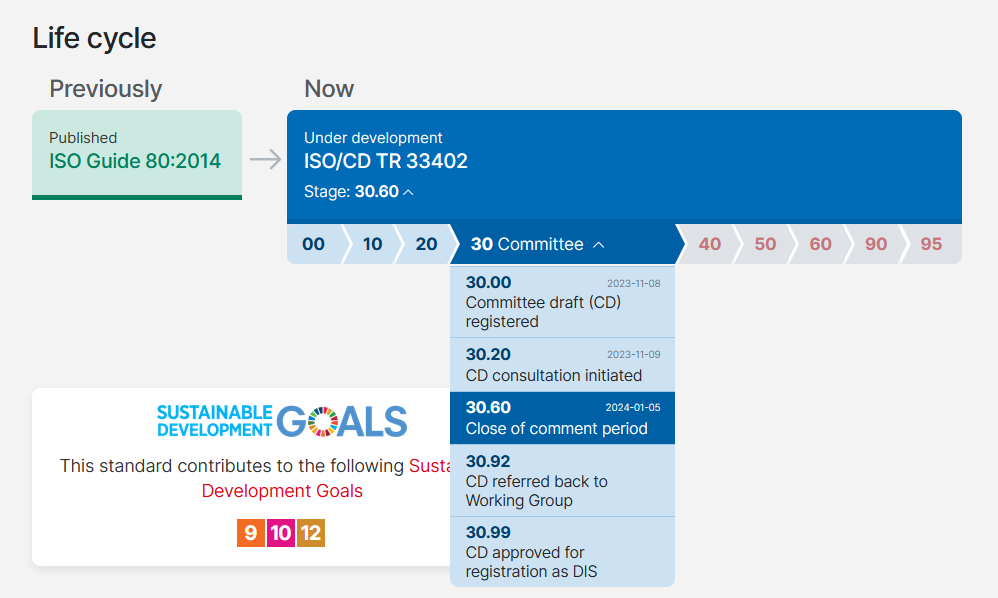 Life cycle
Previously
Now
Published
ISO Guide 80:2014
Under development
ISO/CD TR 33402
Stage: 30.60
00
10
20
30 Committee
40
50
60
90
95
30.00
2023-11-08
Committee draft (CD)
registered
30.20
2023-11-09
CD consultation initiated
30.60
2024-01-05
Close of comment period
30.92
CD referred back to
Working Group
30.99
CD approved for
registration as DIS
SUSTAINABLE
DEVELOPMENT
GOALS
This standard contributes to the following Susta
Development Goals
9
10
12